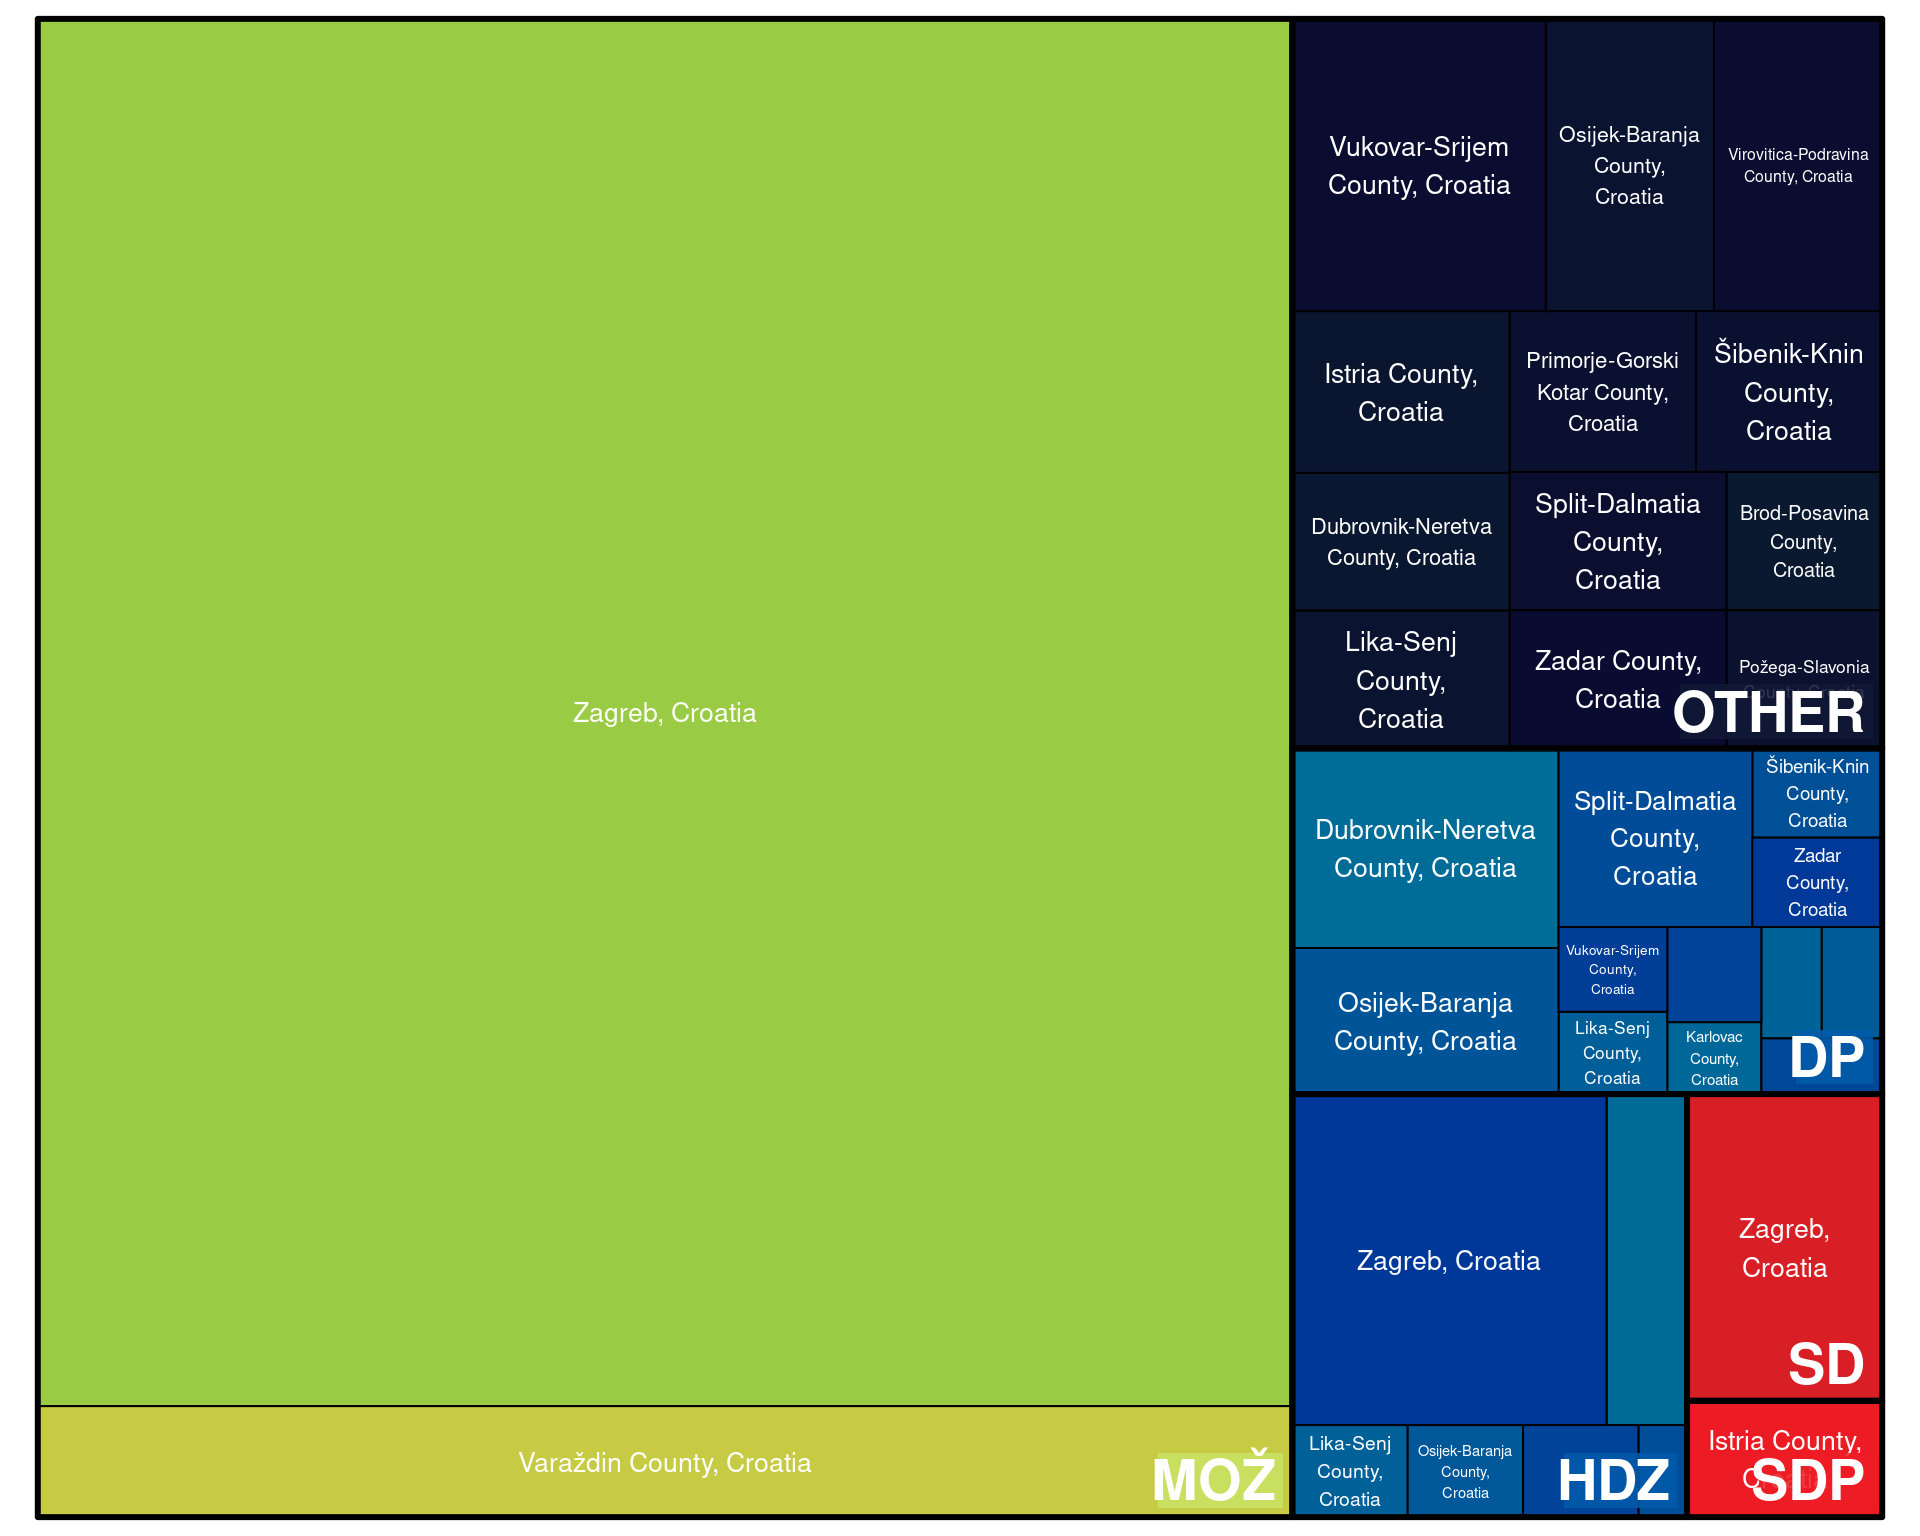 Zagreb, Croatia
Varaždin County, Croatia
MOŽ
Vukovar-Srijem
County, Croatia
Osijek-Baranja
County,
Croatia
Virovitica-Podravina
County, Croatia
Istria County,
Croatia
Primorje-Gorski
Kotar County,
Croatia
Šibenik-Knin
County,
Croatia
Dubrovnik-Neretva
County, Croatia
Split-Dalmatia
County,
Croatia
Brod-Posavina
County,
Croatia
Lika-Senj
County,
Croatia
Zadar County,
Croatia
Požega-Slavonia
OTHER
Dubrovnik-Neretva
County, Croatia
Osijek-Baranja
County, Croatia
Split-Dalmatia
County,
Croatia
Šibenik-Knin
County,
Croatia
Zadar
County,
Croatia
Vukovar-Srijem
County,
Croatia
Lika-Senj
County,
Croatia
Karlovac
County,
Croatia
DP
Zagreb, Croatia
Lika-Senj
County,
Croatia
Osijek-Baranja
County,
Croatia
HDZ
Zagreb,
Croatia
SD
Istria County,
SDP